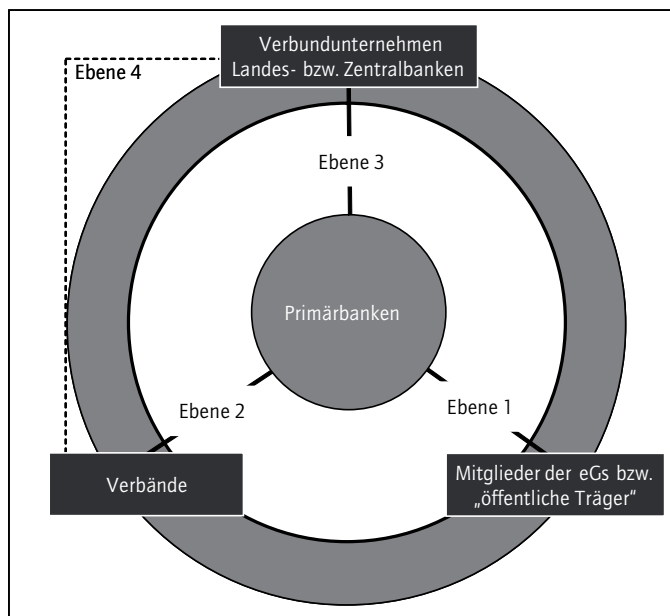 Verbundunternehmen
Landes- bzw. Zentralbanken
Ebene 4
Ebene 3
Primärbanken
Ebene 2
Ebene 1
Verbände
Mitglieder der eGs bzw.
„öffentliche Träger“